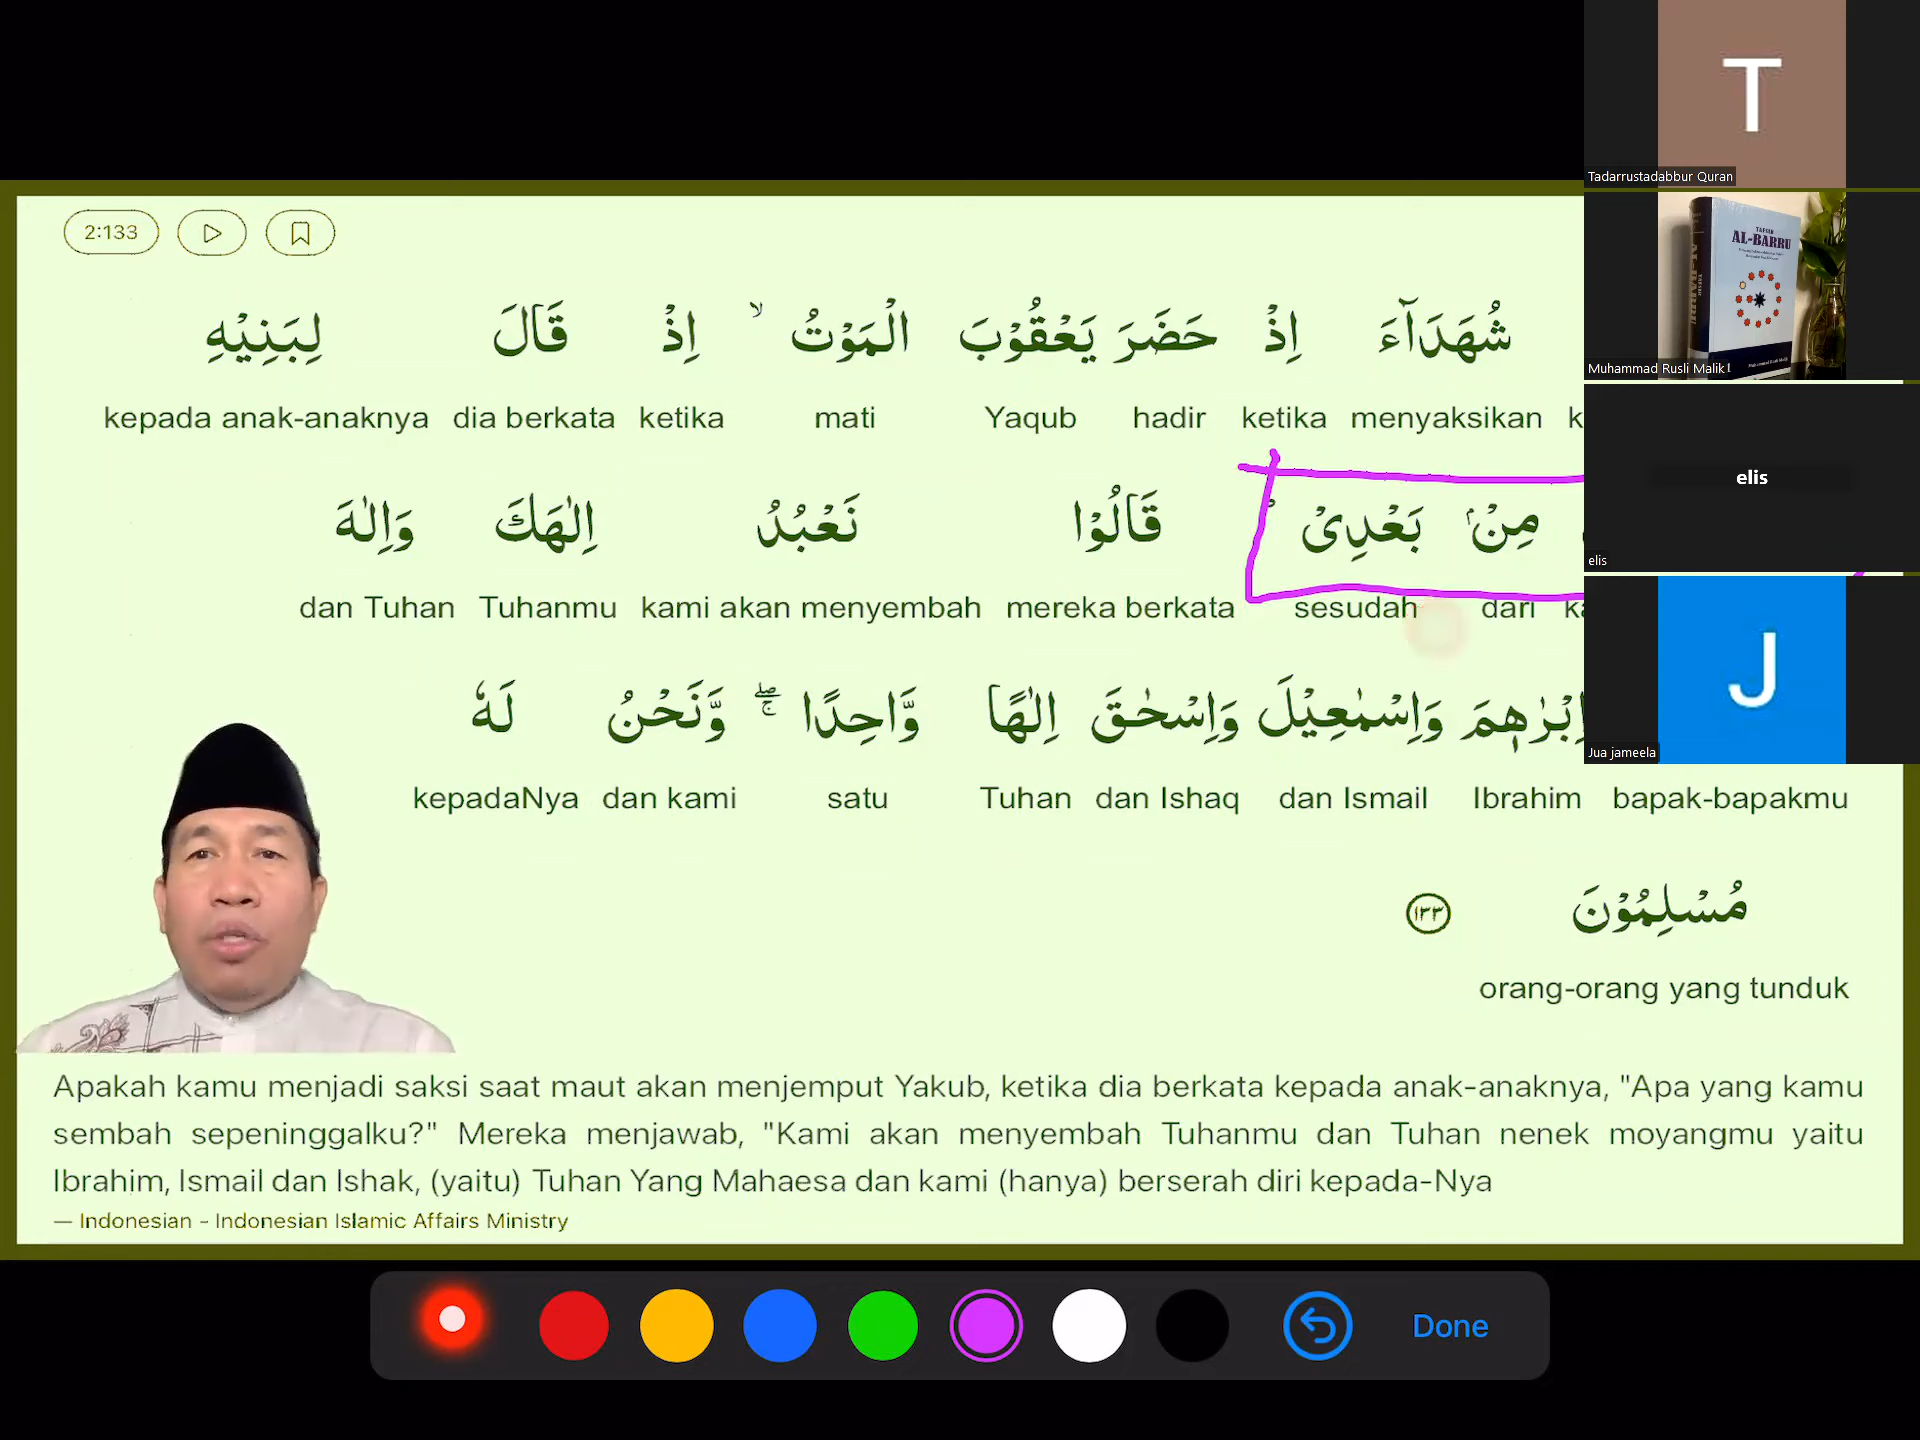 2:133
شُهَدَآءَ اِذْ حَضَرَ يَعْقُوْبَ الْمَوْتُ ۙ اِذْ قَالَ لِبَنِيْهِ
kepada anak-anaknya dia berkata ketika mati Yaqub hadir ketika menyaksikan
مِنْۢ بَعْدِيْ ۗ قَالُوْا نَعْبُدُ اِلٰهَكَ وَاِلٰهَ
dan Tuhan Tuhanmu kami akan menyembah mereka berkata sesudah dari
اِبْرٰهٖمَ وَاِسْمٰعِيْلَ وَاِسْحٰقَ اِلٰهًا وَّاحِدًا ۚۖ وَّنَحْنُ لَهٗ
kepadaNya dan kami satu Tuhan dan Ishaq dan Ismail Ibrahim bapak-bapakmu
مُسْلِمُوْنَ ١٣٣
orang-orang yang tunduk
Apakah kamu menjadi saksi saat maut akan menjemput Yakub, ketika dia berkata kepada anak-anaknya, "Apa yang kamu
sembah sepeninggalku?" Mereka menjawab, "Kami akan menyembah Tuhanmu dan Tuhan nenek moyangmu yaitu
Ibrahim, Ismail dan Ishak, (yaitu) Tuhan Yang Mahaesa dan kami (hanya) berserah diri kepada-Nya
— Indonesian - Indonesian Islamic Affairs Ministry
T
Tadarrustadabbur Quran
TAFSIR
AL-BARRU
Muhammad Rusli Malik
elis
elis
J
Jua jameela
Done